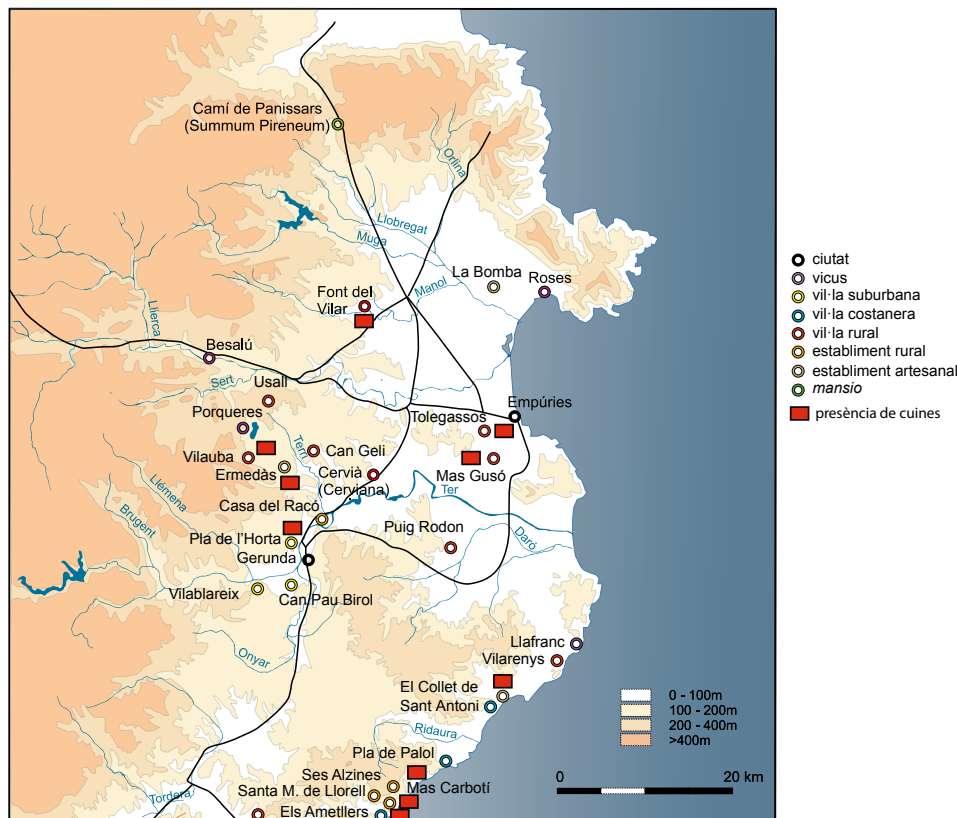 Camí de Panissars
(Summum Pireneum)
Orlina
Llobregat
Muga
La Bomba
Roses
Manol
Font del
Vilar
Llierca
Besalú
Sert
Usall
Porqueres
Terri
Tolegassos
Empúries
Vilauba
Can Geli
Ermedàs
Cervià
(Cerviana)
Mas Gusó
Ter
Llémena
Brugent
Casa del Racó
Puig Rodon
Daró
Pla de l'Horta
Gerunda
Vilablareix
Can Pau Birol
Onyar
Llafranc
Vilarenys
El Collet de
Sant Antoni
Ridaura
Pla de Palol
Ses Alzines
Mas Carbotí
Santa M. de Llorell
Tordera
Els Ametllers
0 - 100m
100 - 200m
200 - 400m
>400m
0 20 km
ciutat
vicus
vil·la suburbana
vil·la costanera
vil·la rural
establiment rural
establiment artesanal
mansio
presència de cuines